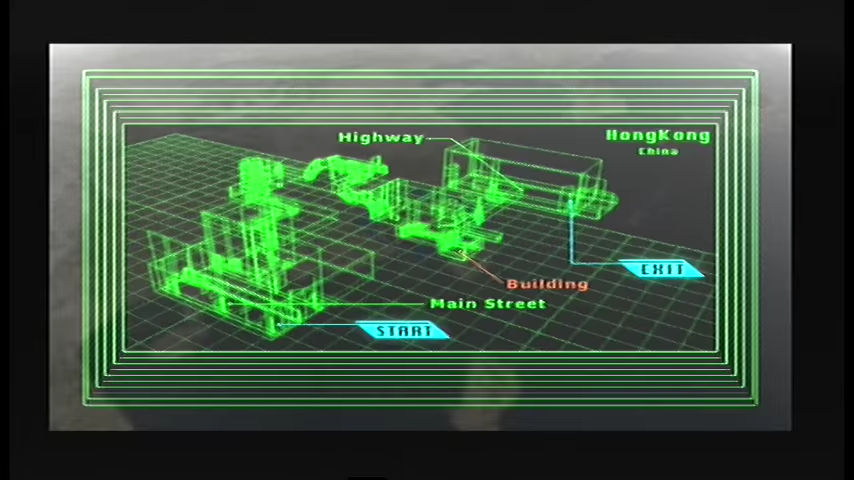 Highway
HongKong
China
EXIT
Building
Main Street
START